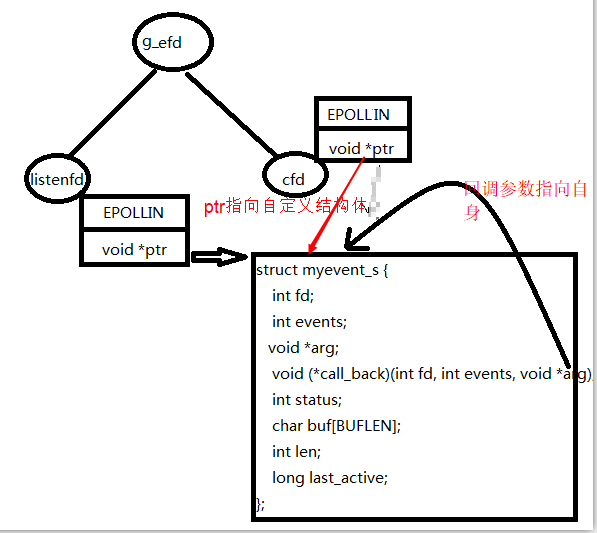 g_efd
EPOLLIN
void *ptr
listenfd
cfd
回调参数指向自
身
ptr指向自定义结构体
EPOLLIN
void *ptr
struct myevent_s {
int fd;
int events;
void *arg;
void (*call_back)(int fd, int events, void *arg);
int status;
char buf[BUFLEN];
int len;
long last_active;
};